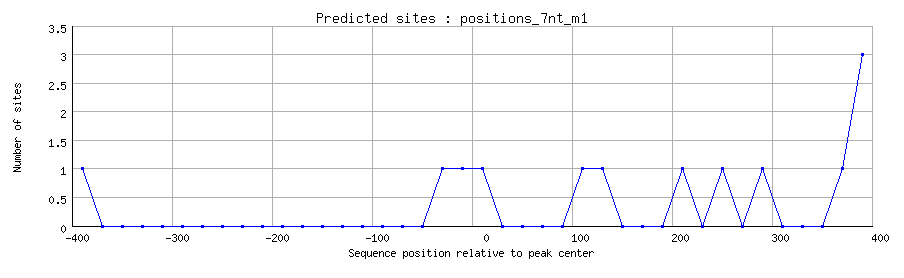 Predicted sites : positions_7nt_m1
3.5
3
2.5
2
1.5
1
0.5
0
Number of sites
-400 -300 -200 -100 0 100 200 300 400
Sequence position relative to peak center